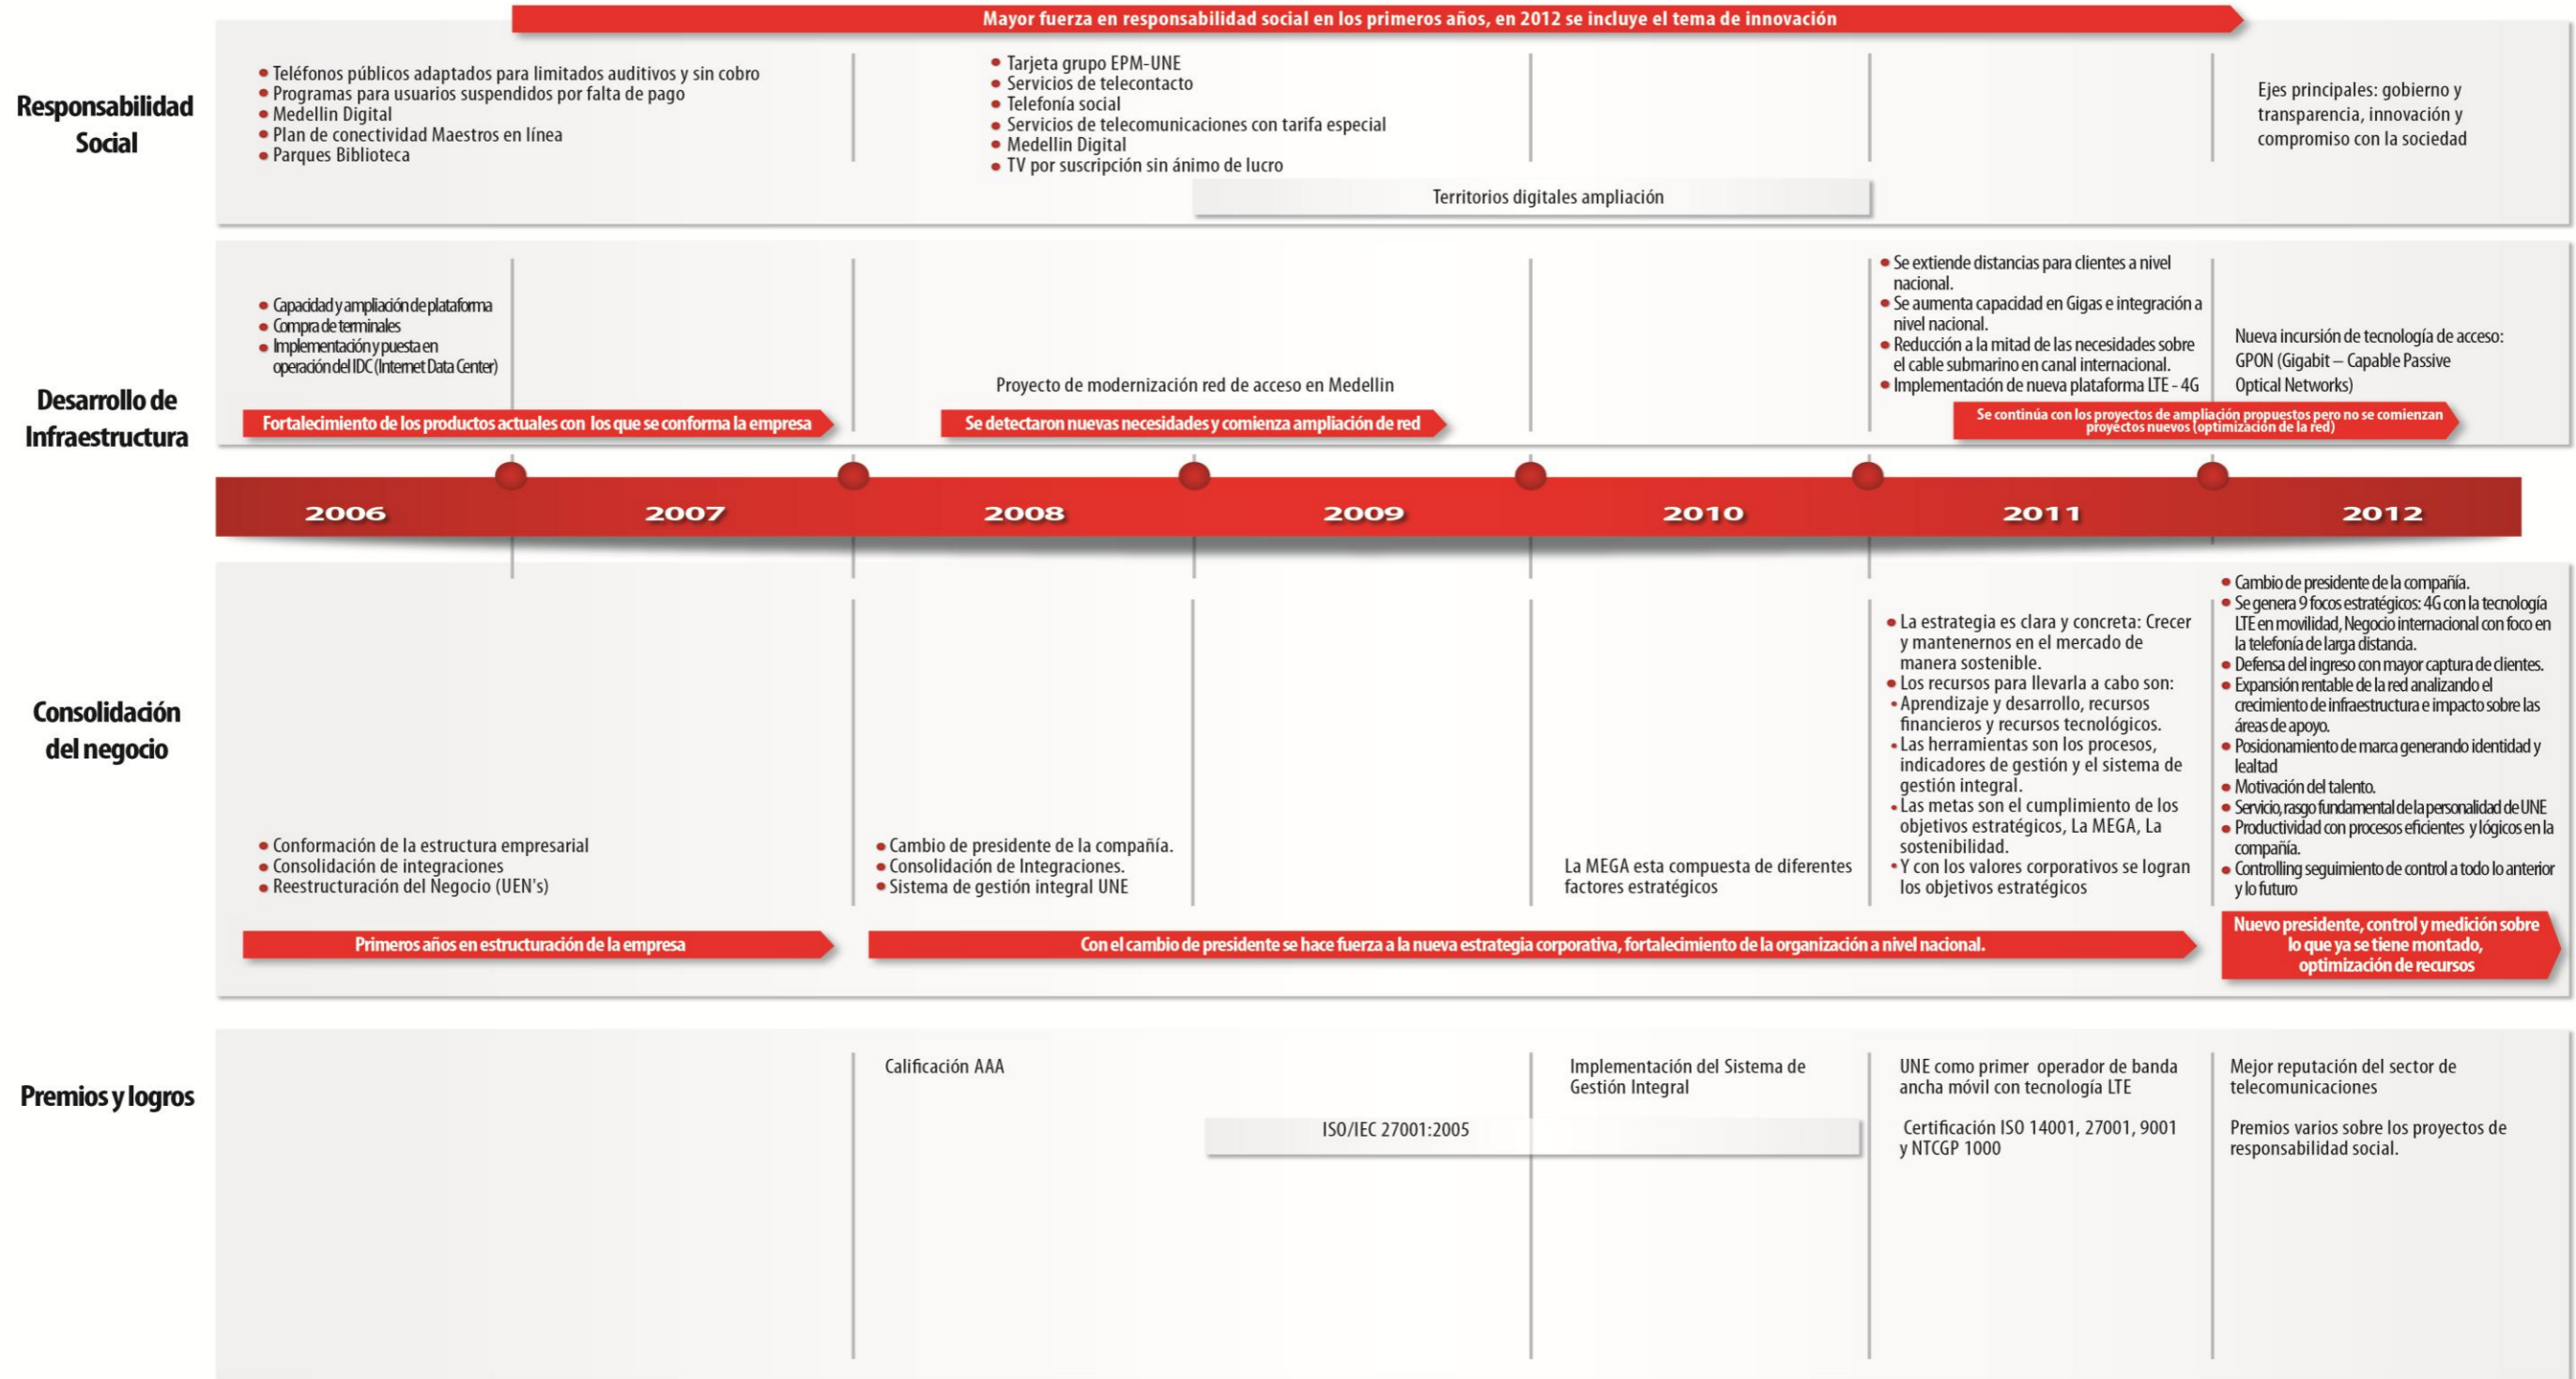 Mayor fuerza en responsabilidad social en los primeros años, en 2012 se incluye el tema de innovación
Responsabilidad
Social
Teléfonos públicos adaptados para limitados auditivos y sin cobro
Programas para usuarios suspendidos por falta de pago
Medellin Digital
Plan de conectividad Maestros en línea
Parques Biblioteca
Tarjeta grupo EPM-UNE
Servicios de telecontacto
Telefonía social
Servicios de telecomunicaciones con tarifa especial
Medellin Digital
TV por suscripción sin ánimo de lucro
Territorios digitales ampliación
Ejes principales: gobierno y
transparencia, innovación y
compromiso con la sociedad
Desarrollo de
Infraestructura
Capacidad y ampliación de plataforma
Compra de terminales
Implementación y puesta en
operación del IDC (Internet Data Center)
Fortalecimiento de los productos actuales con los que se conforma la empresa
Proyecto de modernización red de acceso en Medellin
Se detectaron nuevas necesidades y comienza ampliación de red
Se extiende distancias para clientes a nivel
nacional.
Se aumenta capacidad en Gigas e integración a
nivel nacional.
Reducción a la mitad de las necesidades sobre
el cable submarino en canal internacional.
Implementación de nueva plataforma LTE - 4G
Nueva incursión de tecnología de acceso:
GPON (Gigabit – Capable Passive
Optical Networks)
Se continúa con los proyectos de ampliación propuestos pero no se comienzan
proyectos nuevos (optimización de la red)
2006 2007 2008 2009 2010 2011 2012
Consolidación
del negocio
Conformación de la estructura empresarial
Consolidación de integraciones
Reestructuración del Negocio (UEN's)
Primeros años en estructuración de la empresa
Cambio de presidente de la compañía.
Consolidación de Integraciones.
Sistema de gestión integral UNE
La MEGA esta compuesta de diferentes
factores estratégicos
La estrategia es clara y concreta: Crecer
y mantenernos en el mercado de
manera sostenible.
Los recursos para llevarla a cabo son:
Aprendizaje y desarrollo, recursos
financieros y recursos tecnológicos.
Las herramientas son los procesos,
indicadores de gestión y el sistema de
gestión integral.
Las metas son el cumplimiento de los
objetivos estratégicos, La MEGA, La
sostenibilidad.
Y con los valores corporativos se logran
los objetivos estratégicos
Con el cambio de presidente se hace fuerza a la nueva estrategia corporativa, fortalecimiento de la organización a nivel nacional.
Cambio de presidente de la compañía.
Se genera 9 focos estratégicos: 4G con la tecnología
LTE en movilidad, Negocio internacional con foco en
la telefonía de larga distancia.
Defensa del ingreso con mayor captura de clientes.
Expansión rentable de la red analizando el
crecimiento de infraestructura e impacto sobre las
áreas de apoyo.
Posicionamiento de marca generando identidad y
lealtad
Motivación del talento.
Servicio, rasgo fundamental de la personalidad de UNE
Productividad con procesos eficientes y lógicos en la
compañía.
Controlling seguimiento de control a todo lo anterior
y lo futuro
Nuevo presidente, control y medición sobre
lo que ya se tiene montado,
optimización de recursos
Premios y logros
Calificación AAA
ISO/IEC 27001:2005
Implementación del Sistema de
Gestión Integral
UNE como primer operador de banda
ancha móvil con tecnología LTE
Certificación ISO 14001, 27001, 9001
y NTCGP 1000
Mejor reputación del sector de
telecomunicaciones
Premios varios sobre los proyectos de
responsabilidad social.